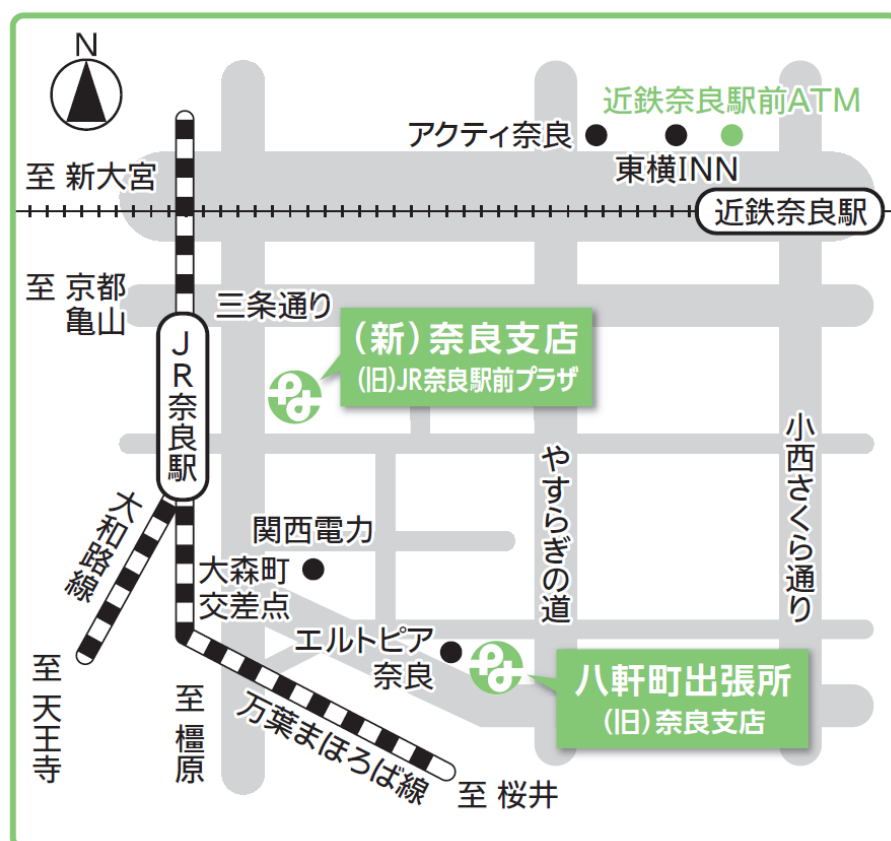 N
近鉄奈良駅前ATM
アクティ奈良
東横INN
至 新大宮
近鉄奈良駅
至 京都
亀山
三条通り
(新)奈良支店
(旧)JR奈良駅前プラザ
JR奈良駅
やすらぎの道
小西さくら通り
大和路線
関西電力
大森町
交差点
エルトピア
奈良
八軒町出張所
(旧)奈良支店
至 天王寺
至 橿原
万葉まほろば線
至 桜井